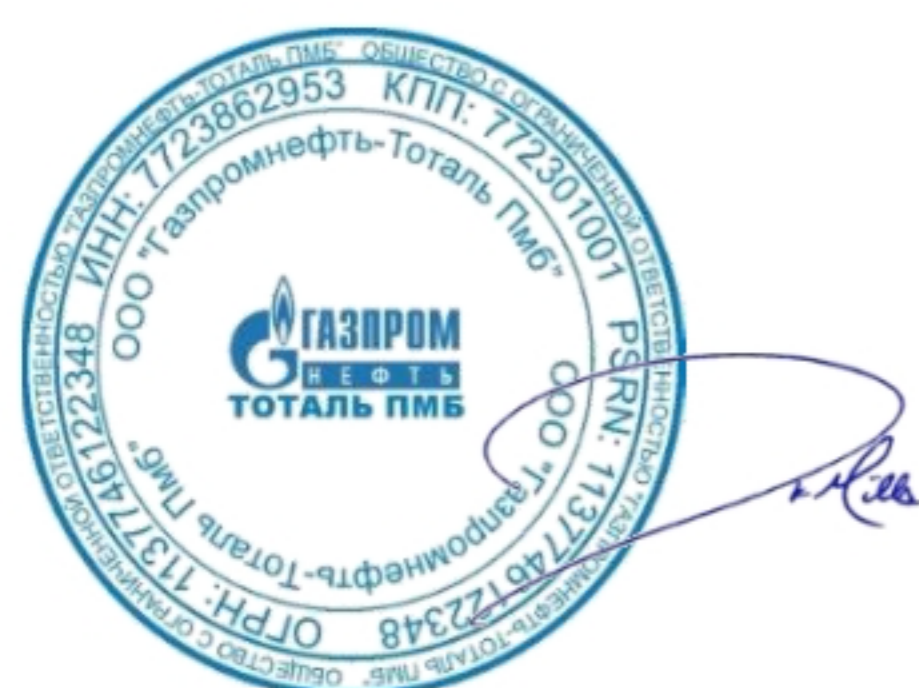 ОБЩЕСТВО С ОГРАНИЧЕННОЙ ОТВЕТСТВЕННОСТЬЮ "ГАЗПРОМНЕФТЬ-ТОТАЛЬ ПМБ"
ОБЩЕСТВО С ОГРАНИЧЕННОЙ ОТВЕТСТВЕННОСТЬЮ "ГАЗПРОМНЕФТЬ-ТОТАЛЬ ПМБ"
ОГРН: 1137746122348 ИНН: 7723862953 КПП: 772301001 PSRN: 1137746122348
ООО "Газпромнефть-Тоталь Пмб"
ООО "Газпромнефть-Тоталь Пмб"
ГАЗПРОМ
НЕФТЬ
ТОТАЛЬ ПМБ